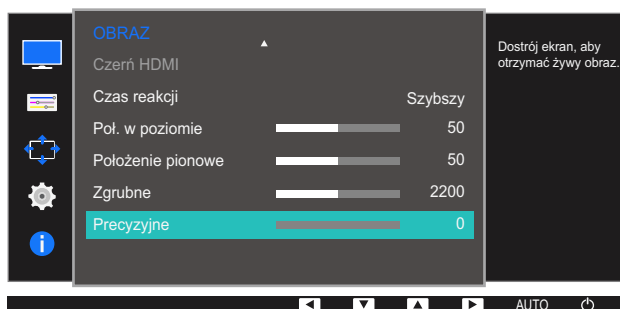 OBRAZ
Czerń HDMI
Czas reakcji Szybszy
Poł. w poziomie 50
Położenie pionowe 50
Zgrubne 2200
Precyzyjne 0
Dostrój ekran, aby
otrzymać żywy obraz.
AUTO